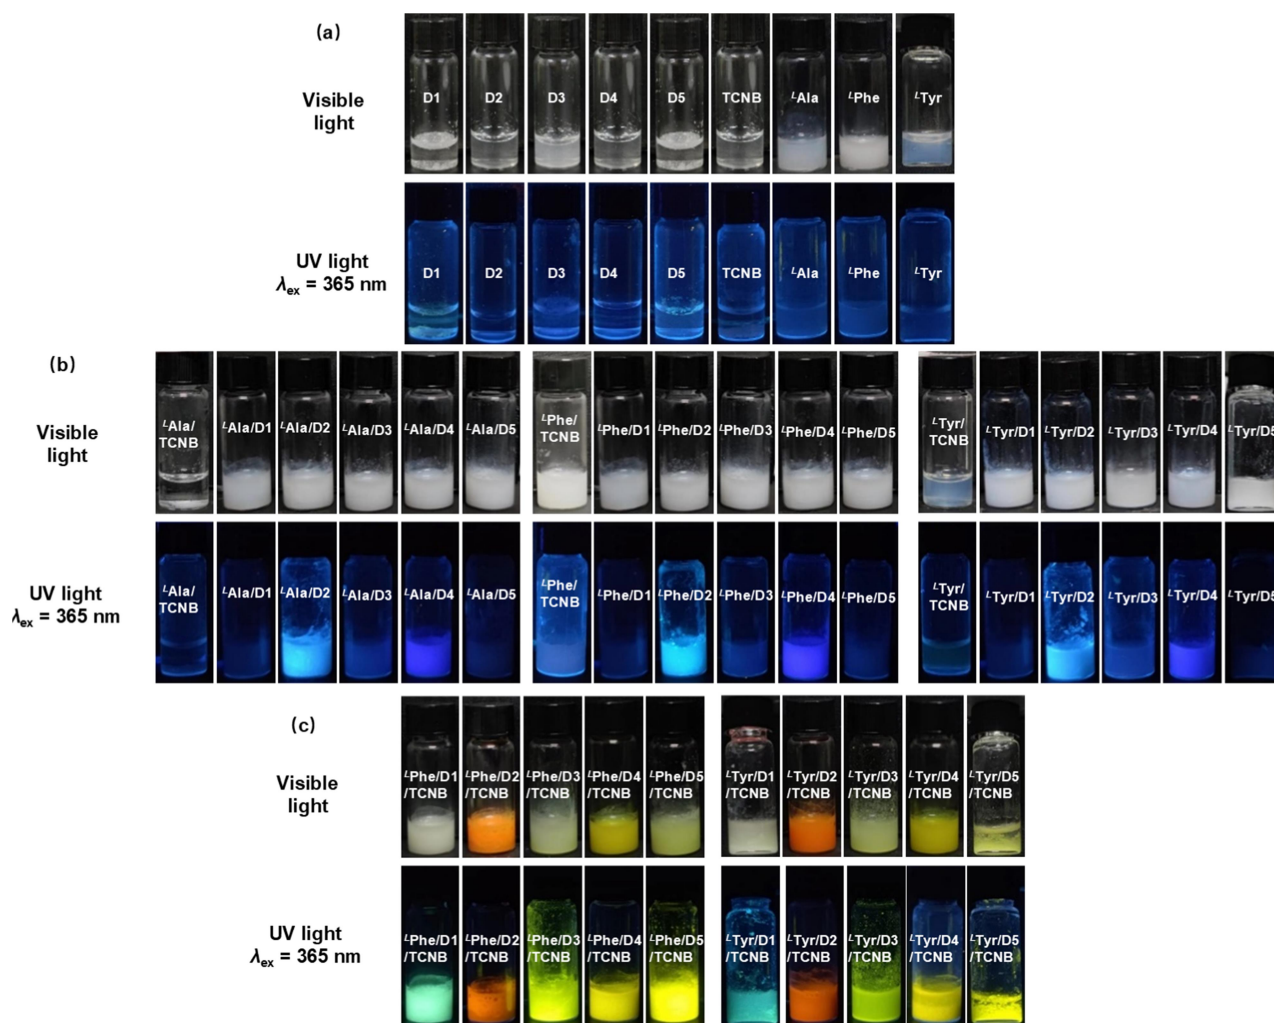 (a)
Visible
light
D1 D2 D3 D4 D5 TCNB ᴸAla ᴸPhe ᴸTyr
UV light
λex = 365 nm
D1 D2 D3 D4 D5 TCNB ᴸAla ᴸPhe ᴸTyr
(b)
Visible
light
ᴸAla/ ᴸAla/D1 ᴸAla/D2 ᴸAla/D3 ᴸAla/D4 ᴸAla/D5 ᴸPhe/ ᴸPhe/D1 ᴸPhe/D2 ᴸPhe/D3 ᴸPhe/D4 ᴸPhe/D5 ᴸTyr/ ᴸTyr/D1 ᴸTyr/D2 ᴸTyr/D3 ᴸTyr/D4 ᴸTyr/D5
TCNB TCNB TCNB
UV light
λex = 365 nm
ᴸAla/ ᴸAla/D1 ᴸAla/D2 ᴸAla/D3 ᴸAla/D4 ᴸAla/D5 ᴸPhe/ ᴸPhe/D1 ᴸPhe/D2 ᴸPhe/D3 ᴸPhe/D4 ᴸPhe/D5 ᴸTyr/ ᴸTyr/D1 ᴸTyr/D2 ᴸTyr/D3 ᴸTyr/D4 ᴸTyr/D5
TCNB TCNB TCNB
(c)
Visible
light
ᴸPhe/D1 ᴸPhe/D2 ᴸPhe/D3 ᴸPhe/D4 ᴸPhe/D5 ᴸTyr/D1 ᴸTyr/D2 ᴸTyr/D3 ᴸTyr/D4 ᴸTyr/D5
/TCNB /TCNB /TCNB /TCNB /TCNB /TCNB /TCNB /TCNB /TCNB /TCNB
UV light
λex = 365 nm
ᴸPhe/D1 ᴸPhe/D2 ᴸPhe/D3 ᴸPhe/D4 ᴸPhe/D5 ᴸTyr/D1 ᴸTyr/D2 ᴸTyr/D3 ᴸTyr/D4 ᴸTyr/D5
/TCNB /TCNB /TCNB /TCNB /TCNB /TCNB /TCNB /TCNB /TCNB /TCNB